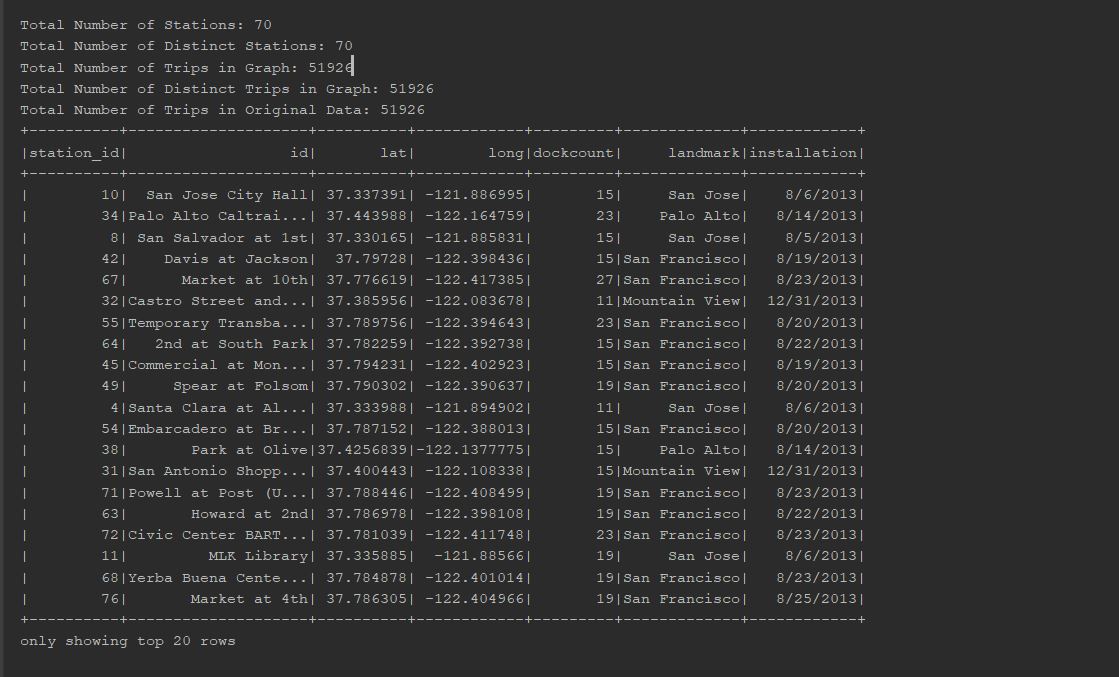 Total Number of Stations: 70
Total Number of Distinct Stations: 70
Total Number of Trips in Graph: 51926
Total Number of Distinct Trips in Graph: 51926
Total Number of Trips in Original Data: 51926
+----------+--------------------+----------+------------+---------+-------------+------------+
|station_id|                  id|       lat|        long|dockcount|     landmark|installation|
+----------+--------------------+----------+------------+---------+-------------+------------+
|        10|  San Jose City Hall| 37.337391| -121.886995|       15|     San Jose|    8/6/2013|
|        34|Palo Alto Caltrai...| 37.443988| -122.164759|       23|    Palo Alto|   8/14/2013|
|         8| San Salvador at 1st| 37.330165| -121.885831|       15|     San Jose|    8/5/2013|
|        42|    Davis at Jackson|  37.79728| -122.398436|       15|San Francisco|   8/19/2013|
|        67|      Market at 10th| 37.776619| -122.417385|       27|San Francisco|   8/23/2013|
|        32|Castro Street and...| 37.385956| -122.083678|       11|Mountain View|  12/31/2013|
|        55|Temporary Transba...| 37.789756| -122.394643|       23|San Francisco|   8/20/2013|
|        64|   2nd at South Park| 37.782259| -122.392738|       15|San Francisco|   8/22/2013|
|        45|Commercial at Mon...| 37.794231| -122.402923|       15|San Francisco|   8/19/2013|
|        49|     Spear at Folsom| 37.790302| -122.390637|       19|San Francisco|   8/20/2013|
|         4|Santa Clara at Al...| 37.333988| -121.894902|       11|     San Jose|    8/6/2013|
|        54|Embarcadero at Br...| 37.787152| -122.388013|       15|San Francisco|   8/20/2013|
|        38|       Park at Olive|37.4256839|-122.1377775|       15|    Palo Alto|   8/14/2013|
|        31|San Antonio Shopp...| 37.400443| -122.108338|       15|Mountain View|  12/31/2013|
|        71|Powell at Post (U...| 37.788446| -122.408499|       19|San Francisco|   8/23/2013|
|        63|       Howard at 2nd| 37.786978| -122.398108|       19|San Francisco|   8/22/2013|
|        72|Civic Center BART...| 37.781039| -122.411748|       23|San Francisco|   8/23/2013|
|        11|         MLK Library| 37.335885|  -121.88566|       19|     San Jose|    8/6/2013|
|        68|Yerba Buena Cente...| 37.784878| -122.401014|       19|San Francisco|   8/23/2013|
|        76|       Market at 4th| 37.786305| -122.404966|       19|San Francisco|   8/25/2013|
+----------+--------------------+----------+------------+---------+-------------+------------+
only showing top 20 rows